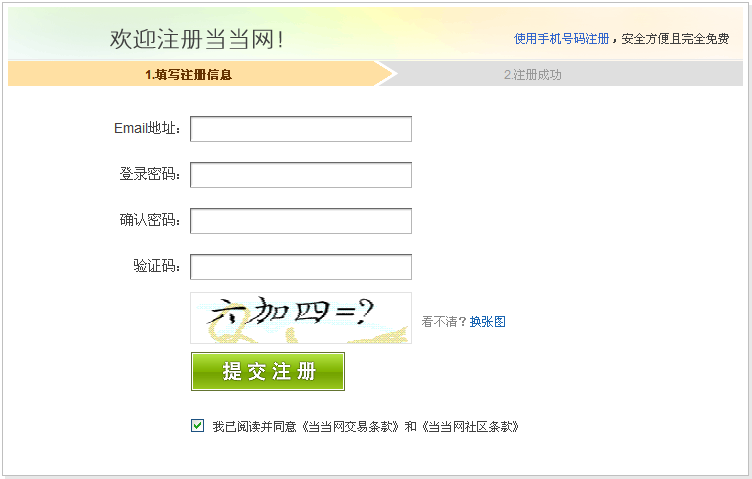 欢迎注册当当网！
使用手机号码注册，安全方便且完全免费
1.填写注册信息
2.注册成功
Email地址：
登录密码：
确认密码：
验证码：
六加四=?
看不清？换张图
提交注册
我已阅读并同意《当当网交易条款》和《当当网社区条款》